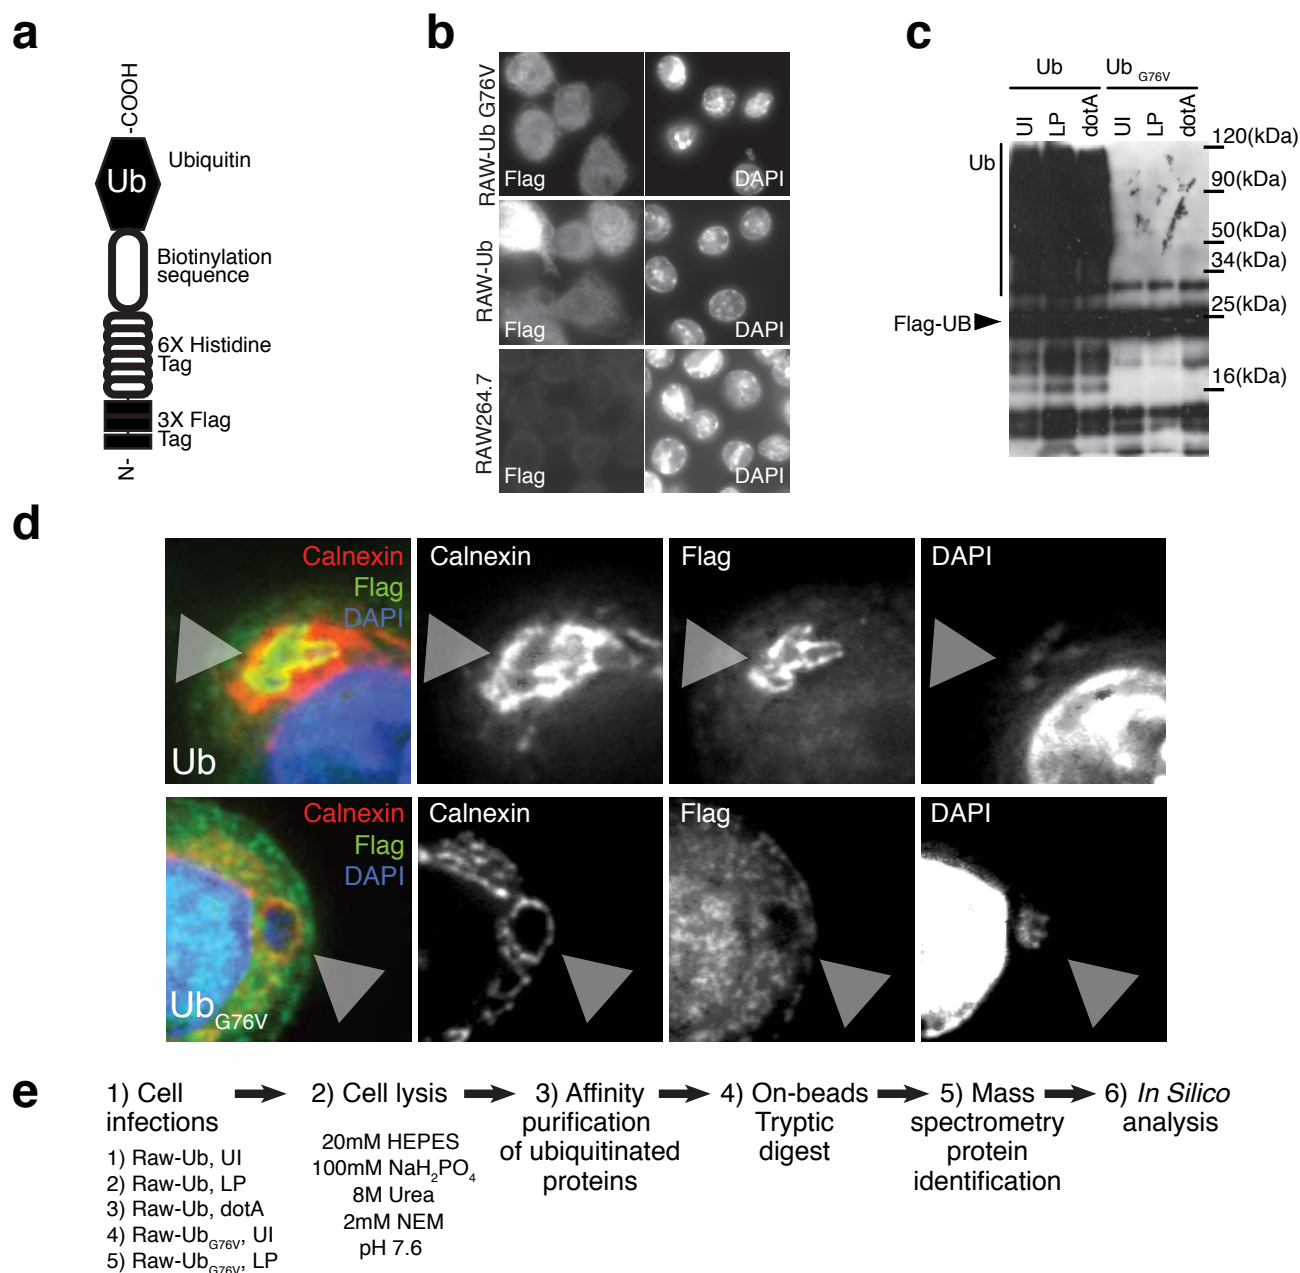 a
-COOH
Ub
Ubiquitin
Biotinylation
sequence
6X Histidine
Tag
3X Flag
Tag
N-
b
RAW-Ub G76V
Flag
DAPI
RAW-Ub
Flag
DAPI
RAW264.7
Flag
DAPI
c
Ub
Ub G76V
UI
LP
dotA
UI
LP
dotA
Ub
Flag-UB
120(kDa)
90(kDa)
50(kDa)
34(kDa)
25(kDa)
16(kDa)
d
Calnexin
Flag
DAPI
Ub
Calnexin
Flag
DAPI
Calnexin
Flag
DAPI
UbG76V
Calnexin
Flag
DAPI
e
1) Cell
infections
1) Raw-Ub, UI
2) Raw-Ub, LP
3) Raw-Ub, dotA
4) Raw-UbG76V, UI
5) Raw-UbG76V, LP
2) Cell lysis
20mM HEPES
100mM NaH2PO4
8M Urea
2mM NEM
pH 7.6
3) Affinity
purification
of ubiquitinated
proteins
4) On-beads
Tryptic
digest
5) Mass
spectrometry
protein
identification
6) In Silico
analysis